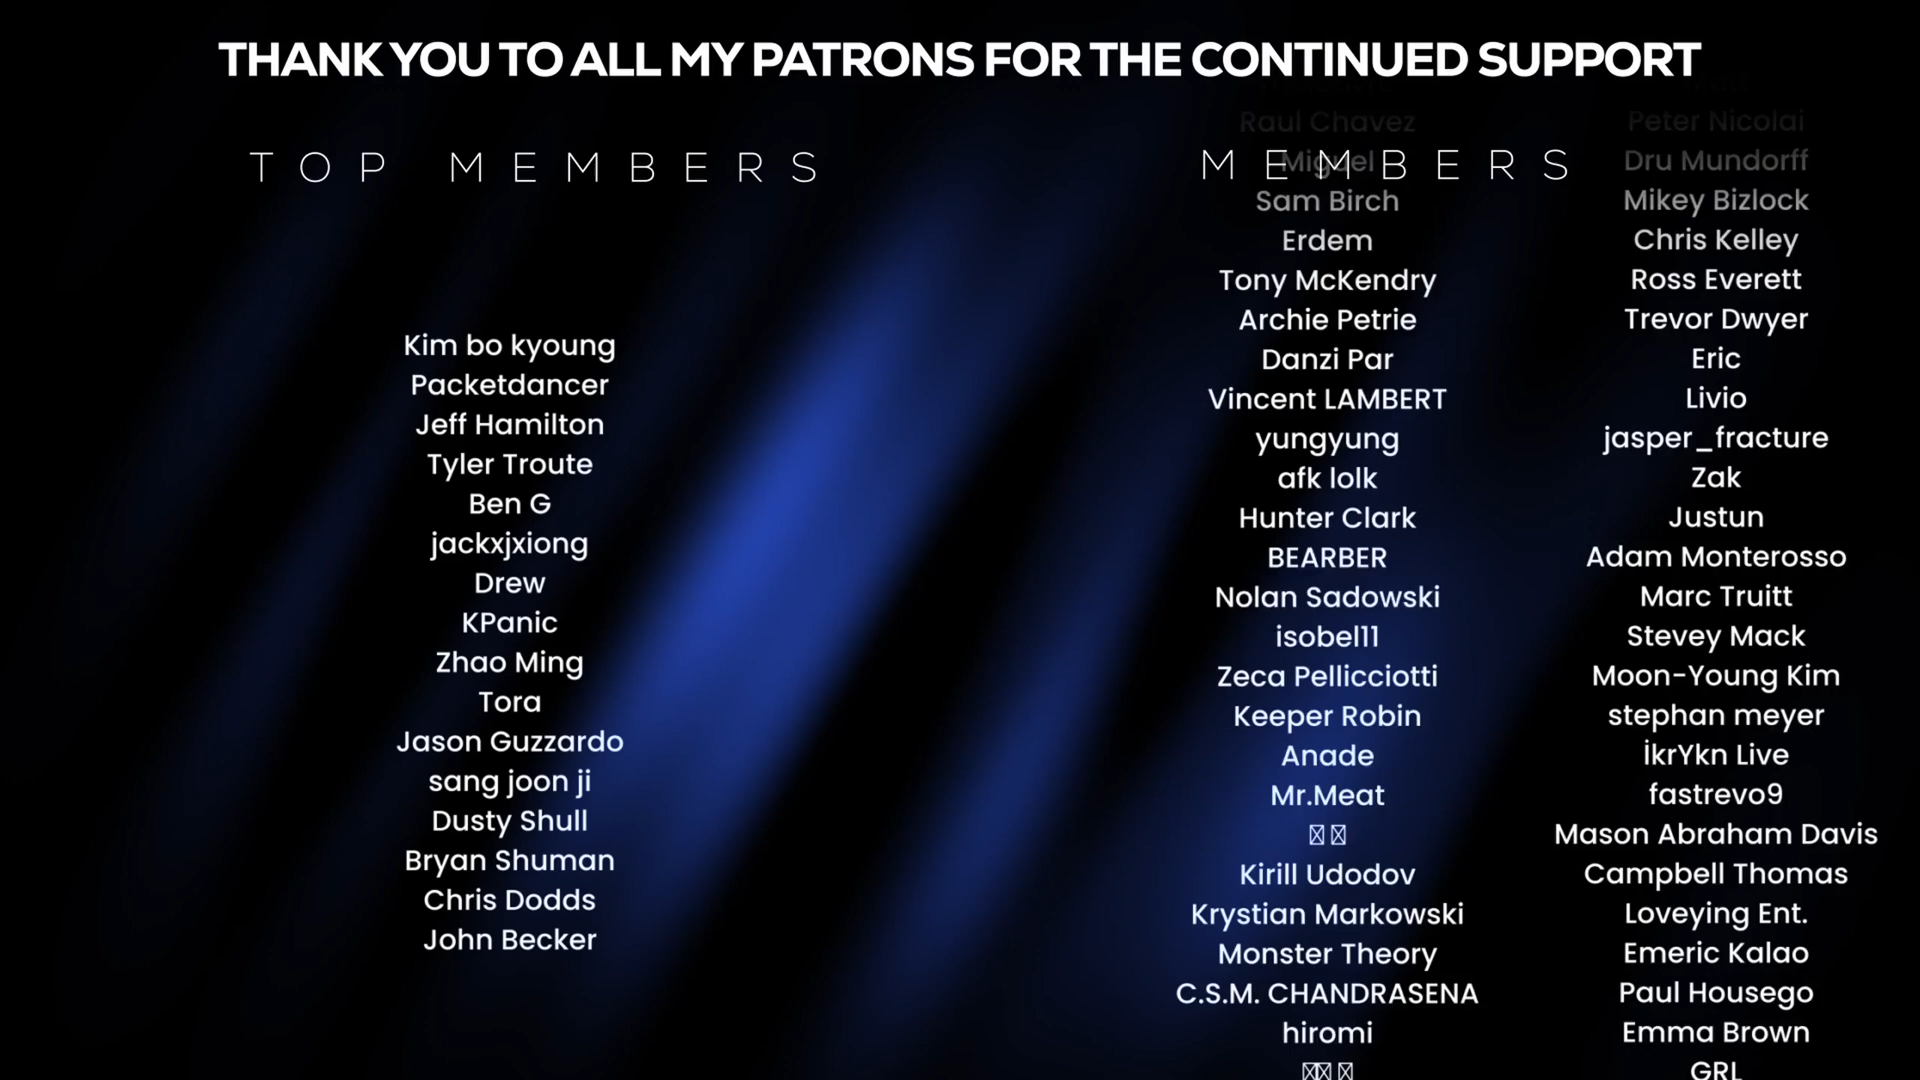 THANK YOU TO ALL MY PATRONS FOR THE CONTINUED SUPPORT
TOP MEMBERS
Kim bo kyoung
Packetdancer
Jeff Hamilton
Tyler Troute
Ben G
jackxjxiong
Drew
KPanic
Zhao Ming
Tora
Jason Guzzardo
sang joon ji
Dusty Shull
Bryan Shuman
Chris Dodds
John Becker
MEMBERS
Raul Chavez
Miguel
Sam Birch
Erdem
Tony McKendry
Archie Petrie
Danzi Par
Vincent LAMBERT
yungyung
afk lolk
Hunter Clark
BEARBER
Nolan Sadowski
isobel11
Zeca Pellicciotti
Keeper Robin
Anade
Mr.Meat
Kirill Udodov
Krystian Markowski
Monster Theory
C.S.M. CHANDRASENA
hiromi
Peter Nicolai
Dru Mundorff
Mikey Bizlock
Chris Kelley
Ross Everett
Trevor Dwyer
Eric
Livio
jasper_fracture
Zak
Justun
Adam Monterosso
Marc Truitt
Stevey Mack
Moon-Young Kim
stephan meyer
İkrYkn Live
fastrevo9
Mason Abraham Davis
Campbell Thomas
Loveying Ent.
Emeric Kalao
Paul Housego
Emma Brown
GRL